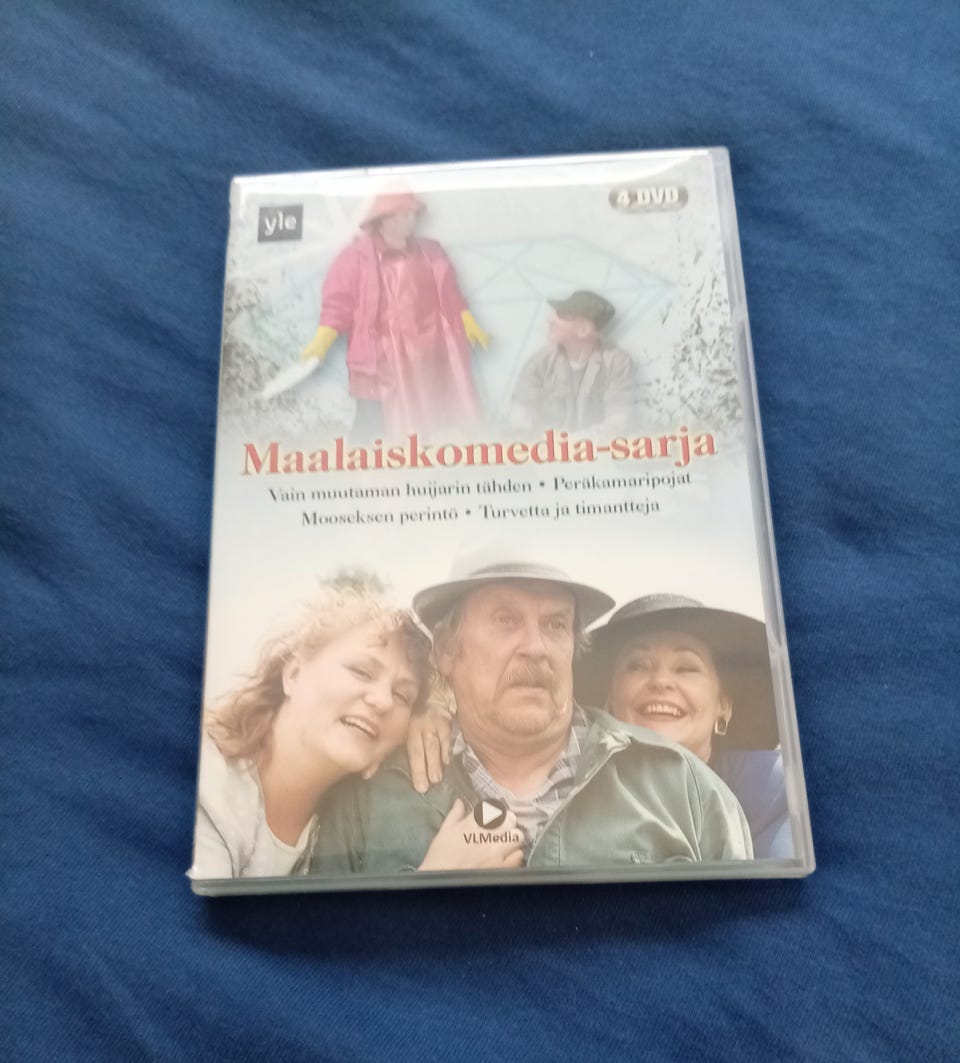 yle
4 DVD
Maalaiskomedia-sarja
Vain muutaman huijarin tähden • Peräkamaripojat
Mooseksen perintö • Turvetta ja timantteja
VLMedia